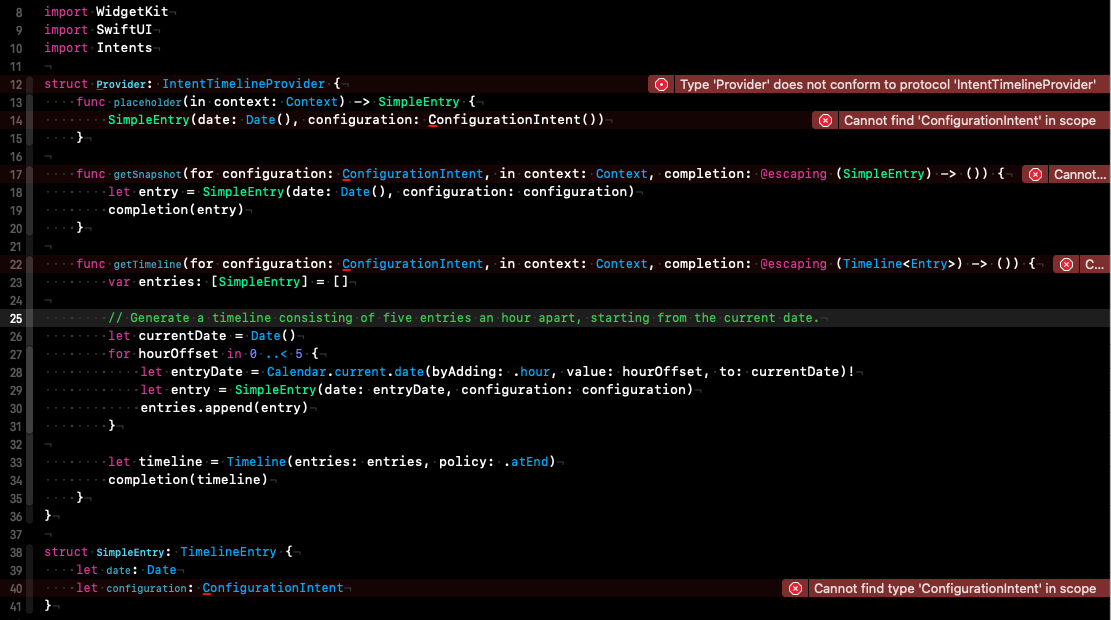 8 import WidgetKit
9 import SwiftUI
10 import Intents
11
12 struct Provider: IntentTimelineProvider { Type 'Provider' does not conform to protocol 'IntentTimelineProvider'
13 func placeholder(in context: Context) -> SimpleEntry {
14 SimpleEntry(date: Date(), configuration: ConfigurationIntent()) Cannot find 'ConfigurationIntent' in scope
15 }
16
17 func getSnapshot(for configuration: ConfigurationIntent, in context: Context, completion: @escaping (SimpleEntry) -> ()) { Cannot...
18 let entry = SimpleEntry(date: Date(), configuration: configuration)
19 completion(entry)
20 }
21
22 func getTimeline(for configuration: ConfigurationIntent, in context: Context, completion: @escaping (Timeline<Entry>) -> ()) { C...
23 var entries: [SimpleEntry] = []
24
25 // Generate a timeline consisting of five entries an hour apart, starting from the current date.
26 let currentDate = Date()
27 for hourOffset in 0 ..< 5 {
28 let entryDate = Calendar.current.date(byAdding: .hour, value: hourOffset, to: currentDate)!
29 let entry = SimpleEntry(date: entryDate, configuration: configuration)
30 entries.append(entry)
31 }
32
33 let timeline = Timeline(entries: entries, policy: .atEnd)
34 completion(timeline)
35 }
36 }
37
38 struct SimpleEntry: TimelineEntry {
39 let date: Date
40 let configuration: ConfigurationIntent Cannot find type 'ConfigurationIntent' in scope
41 }